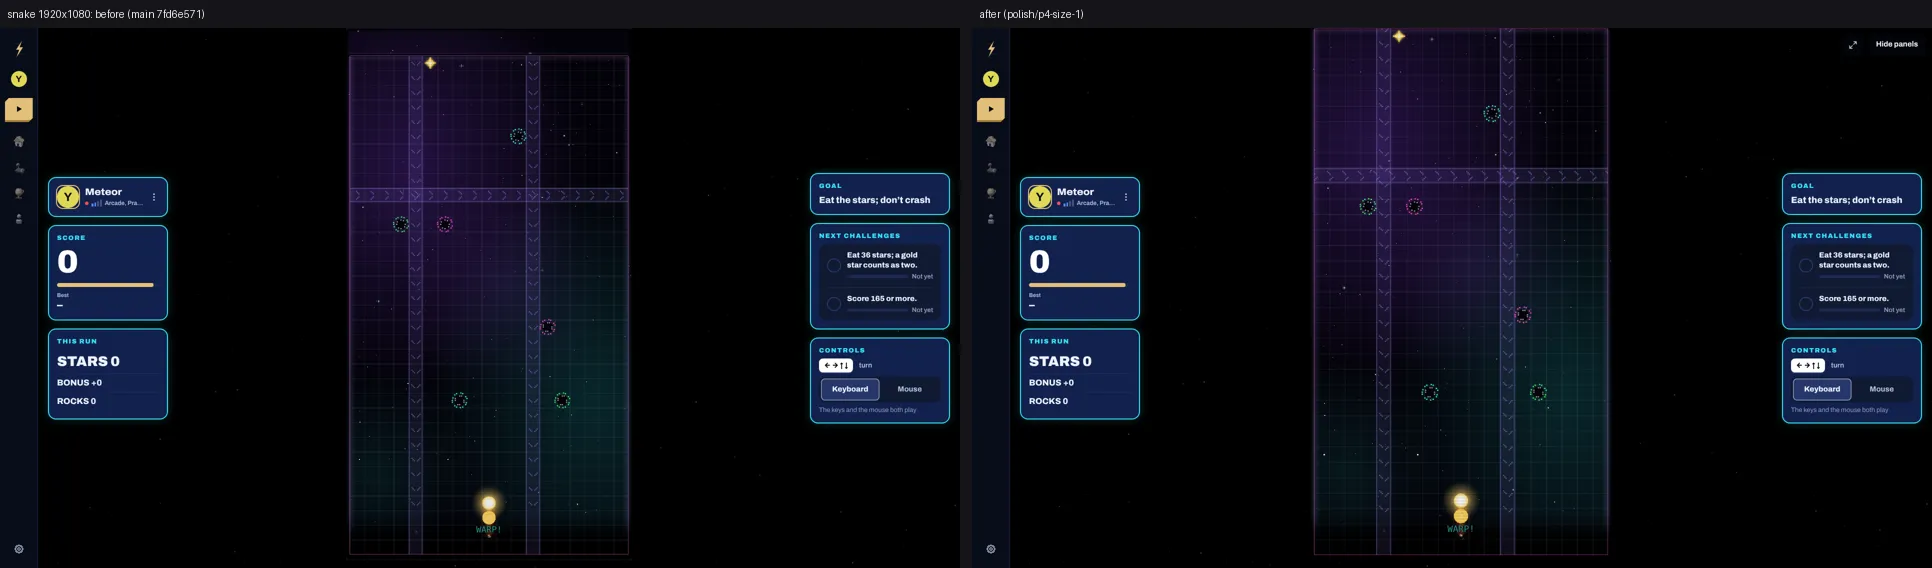 snake 1920x1080: before (main 7fd6e571)
Y
Y
Meteor
Arcade, Pra...
SCORE
0
Best
–
THIS RUN
STARS 0
BONUS +0
ROCKS 0
WARP!
GOAL
Eat the stars; don't crash
NEXT CHALLENGES
Eat 36 stars; a gold
star counts as two.
Not yet
Score 165 or more.
Not yet
CONTROLS
←→↑↓ turn
Keyboard Mouse
The keys and the mouse both play
after (polish/p4-size-1)
Hide panels
Y
Y
Meteor
Arcade, Pra...
SCORE
0
Best
–
THIS RUN
STARS 0
BONUS +0
ROCKS 0
WARP!
GOAL
Eat the stars; don't crash
NEXT CHALLENGES
Eat 36 stars; a gold
star counts as two.
Not yet
Score 165 or more.
Not yet
CONTROLS
←→↑↓ turn
Keyboard Mouse
The keys and the mouse both play